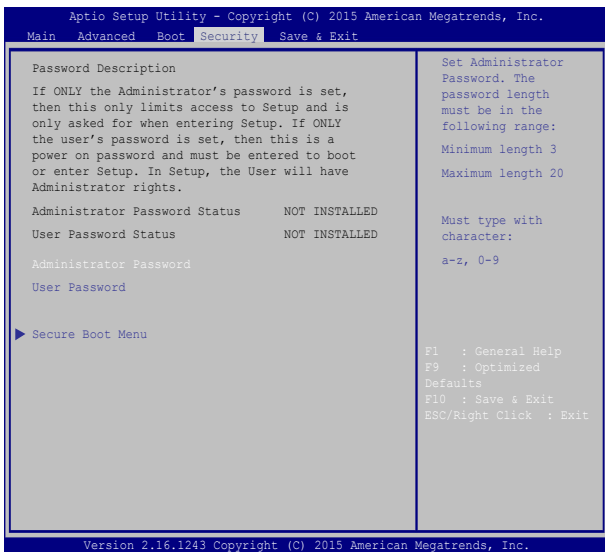 Aptio Setup Utility - Copyright (C) 2015 American Megatrends, Inc.
Main Advanced Boot Security Save & Exit
Password Description
If ONLY the Administrator's password is set,
then this only limits access to Setup and is
only asked for when entering Setup. If ONLY
the user's password is set, then this is a
power on password and must be entered to boot
or enter Setup. In Setup, the User will have
Administrator rights.
Administrator Password Status NOT INSTALLED
User Password Status NOT INSTALLED
Administrator Password
User Password
Secure Boot Menu
Set Administrator
Password. The
password length
must be in the
following range:
Minimum length 3
Maximum length 20
Must type with
character:
a-z, 0-9
F1 : General Help
F9 : Optimized
Defaults
F10 : Save & Exit
ESC/Right Click : Exit
Version 2.16.1243 Copyright (C) 2015 American Megatrends, Inc.